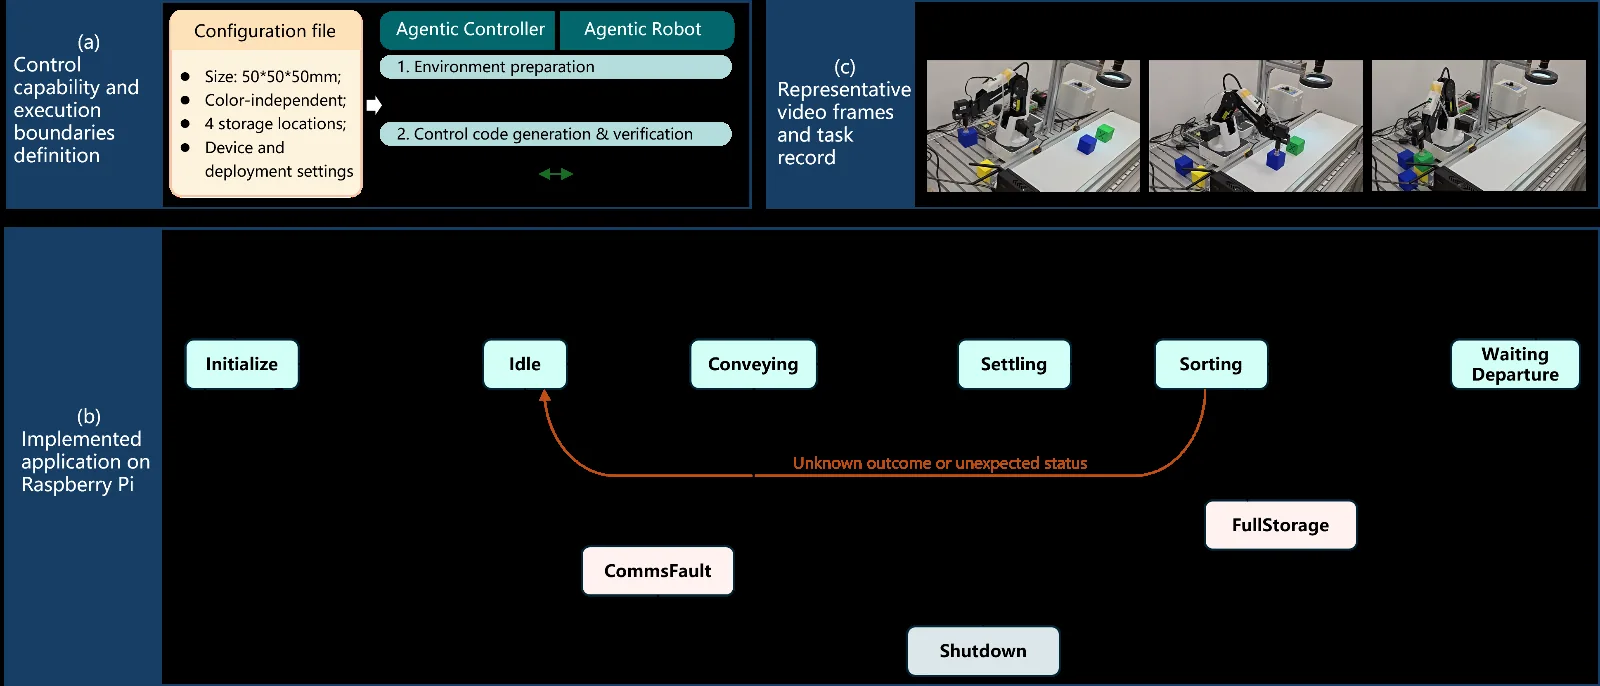 (a)
Control
capability and
execution
boundaries
definition
Configuration file
● Size: 50*50*50mm;
● Color-independent;
● 4 storage locations;
● Device and
deployment settings
Agentic Controller
Agentic Robot
1. Environment preparation
2. Control code generation & verification
(c)
Representative
video frames
and task
record
(b)
Implemented
application on
Raspberry Pi
Initialize
Idle
Conveying
Settling
Sorting
Waiting
Departure
Unknown outcome or unexpected status
FullStorage
CommsFault
Shutdown